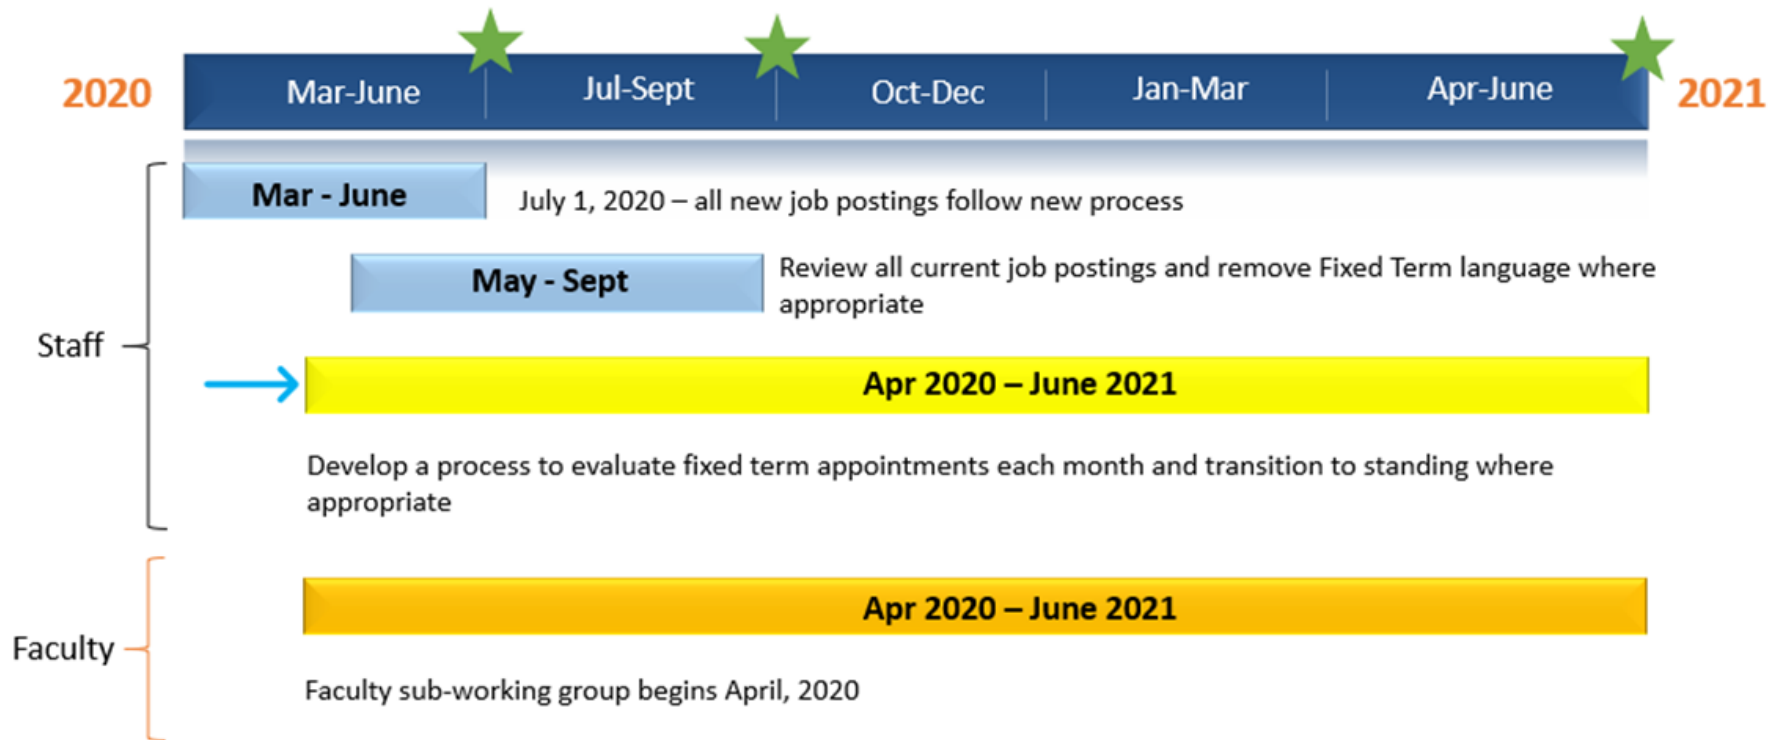 2020
Mar-June
Jul-Sept
Oct-Dec
Jan-Mar
Apr-June
2021
Mar - June
July 1, 2020 – all new job postings follow new process
May - Sept
Review all current job postings and remove Fixed Term language where
appropriate
Staff
Apr 2020 – June 2021
Develop a process to evaluate fixed term appointments each month and transition to standing where
appropriate
Apr 2020 – June 2021
Faculty
Faculty sub-working group begins April, 2020